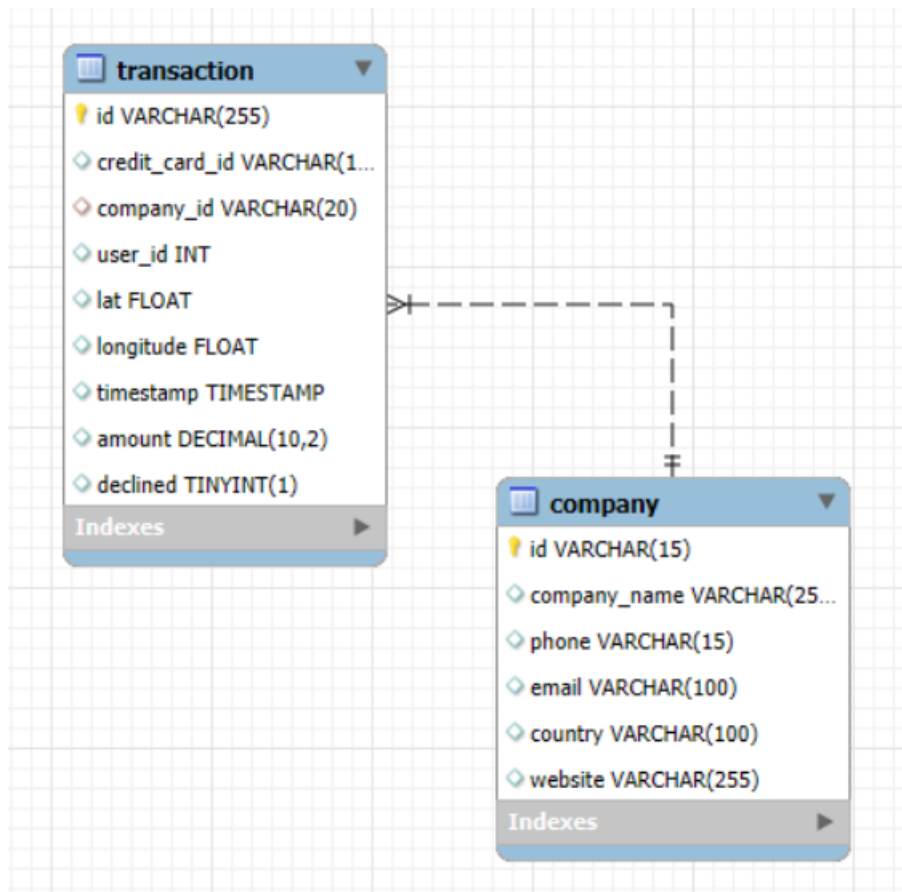 transaction
id VARCHAR(255)
credit_card_id VARCHAR(1...
company_id VARCHAR(20)
user_id INT
lat FLOAT
longitude FLOAT
timestamp TIMESTAMP
amount DECIMAL(10,2)
declined TINYINT(1)
Indexes
company
id VARCHAR(15)
company_name VARCHAR(25...
phone VARCHAR(15)
email VARCHAR(100)
country VARCHAR(100)
website VARCHAR(255)
Indexes